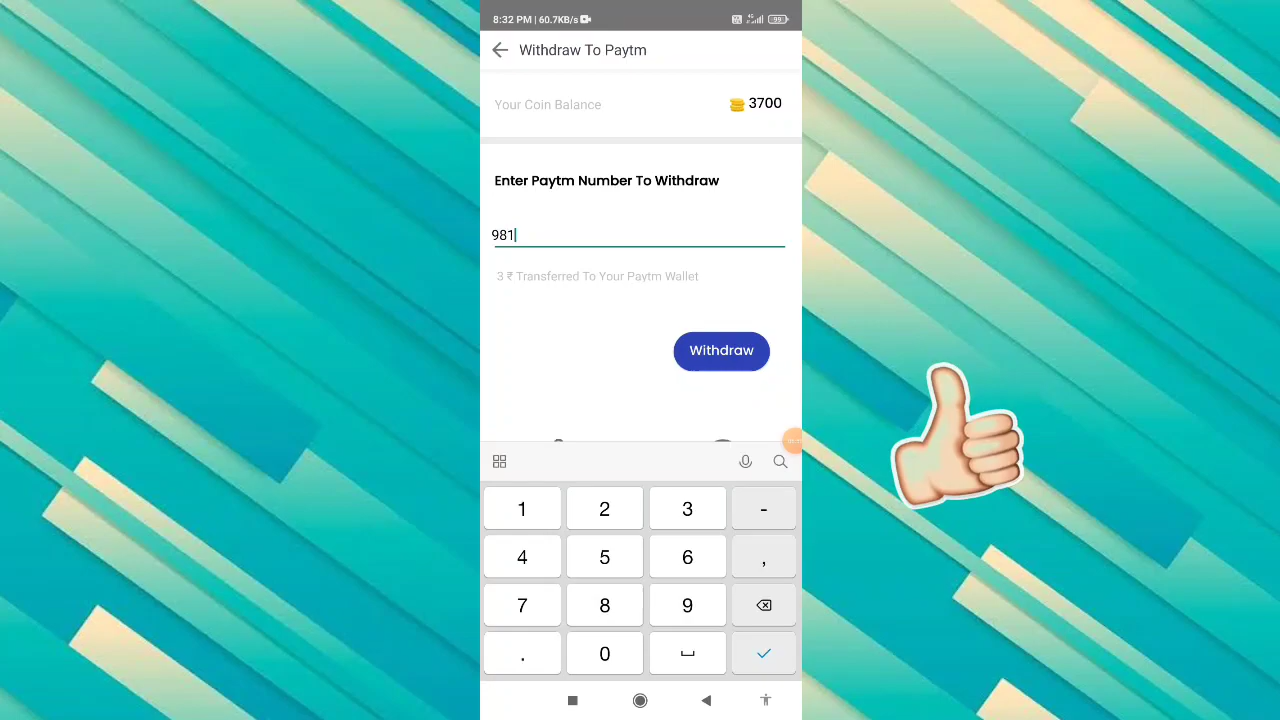 8:32 PM | 60.7KB/s 99
Withdraw To Paytm
Your Coin Balance 3700
Enter Paytm Number To Withdraw
981
3 ₹ Transferred To Your Paytm Wallet
Withdraw
1 2 3 -
4 5 6 ,
7 8 9
. 0